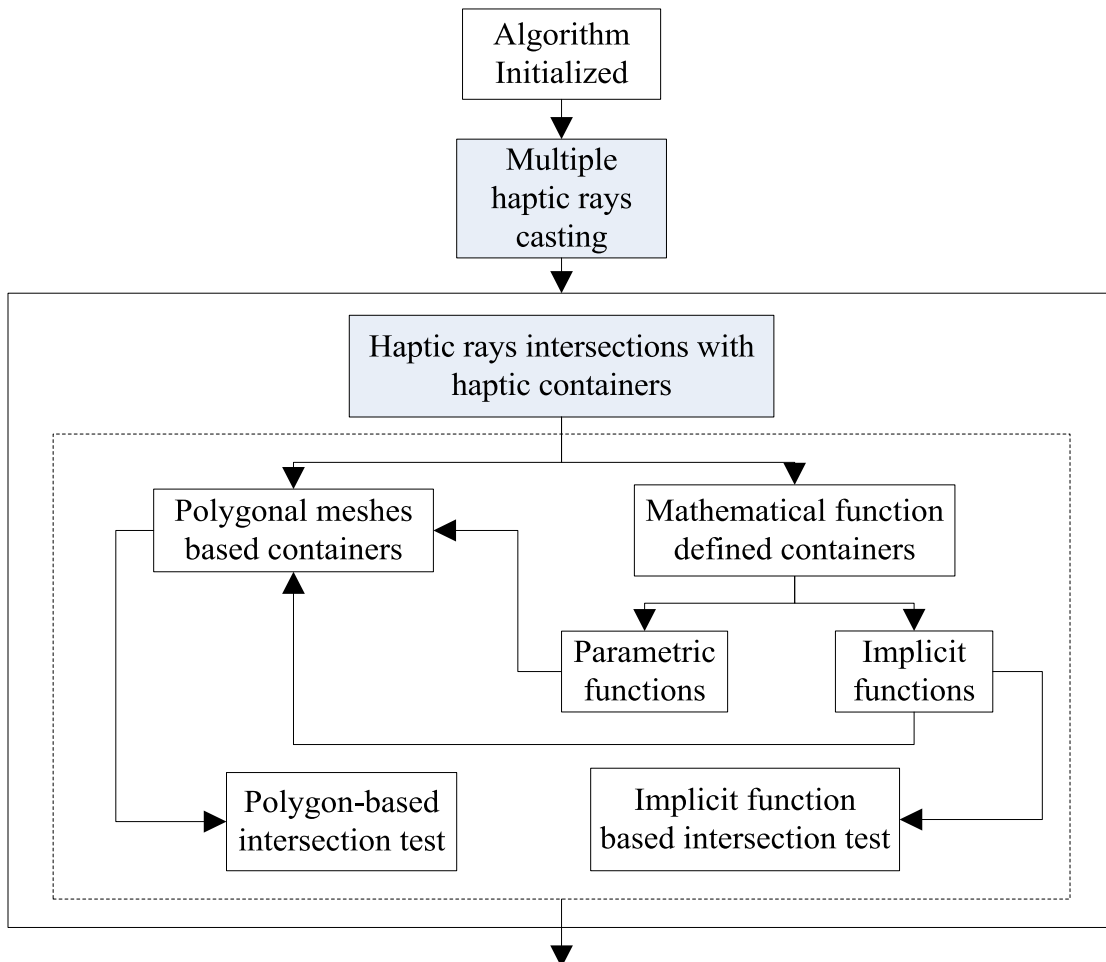 Algorithm
Initialized
Multiple
haptic rays
casting
Haptic rays intersections with
haptic containers
Polygonal meshes
based containers
Mathematical function
defined containers
Parametric
functions
Implicit
functions
Polygon-based
intersection test
Implicit function
based intersection test